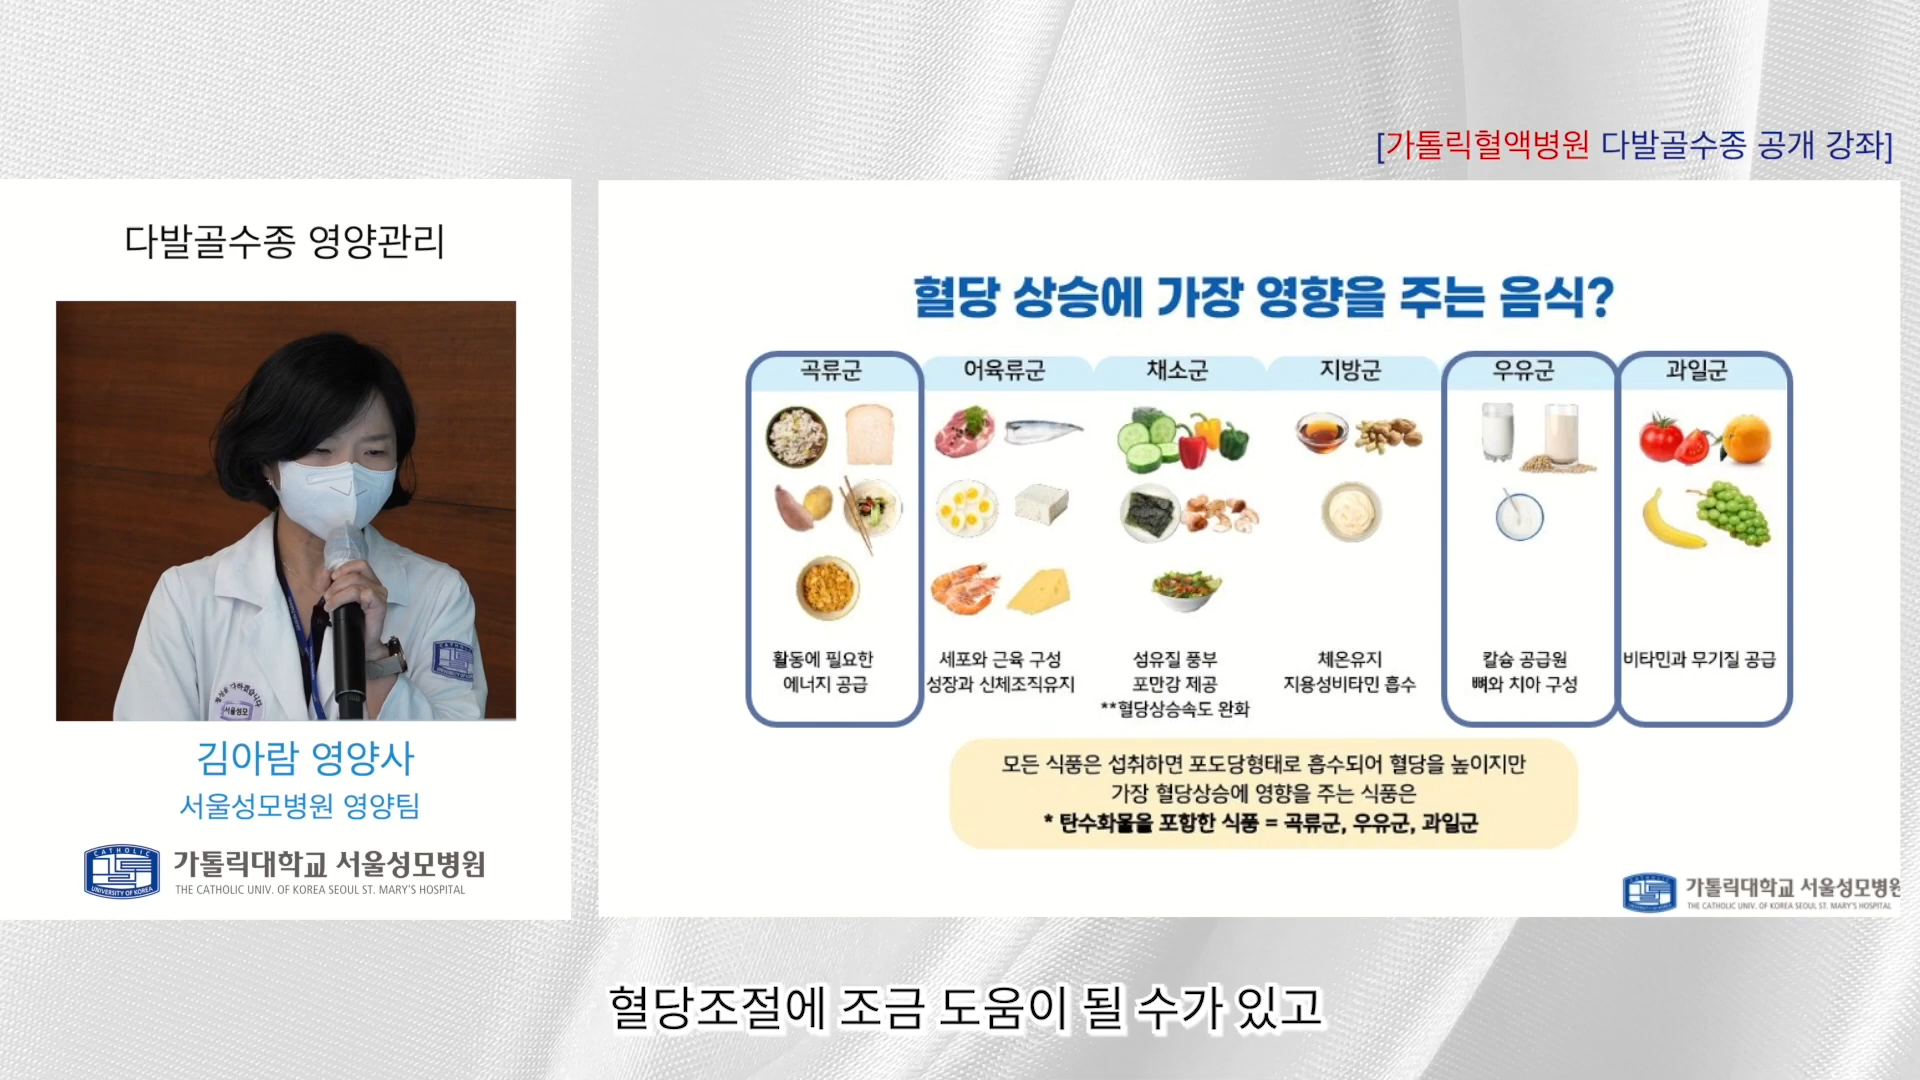 [가톨릭혈액병원 다발골수종 공개 강좌]
다발골수종 영양관리
김아람 영양사
서울성모병원 영양팀
CATHOLIC
UNIVERSITY OF KOREA
가톨릭대학교 서울성모병원
THE CATHOLIC UNIV. OF KOREA SEOUL ST. MARY'S HOSPITAL
혈당 상승에 가장 영향을 주는 음식?
곡류군
활동에 필요한
에너지 공급
어육류군
세포와 근육 구성
성장과 신체조직유지
채소군
섬유질 풍부
포만감 제공
**혈당상승속도 완화
지방군
체온유지
지용성비타민 흡수
우유군
칼슘 공급원
뼈와 치아 구성
과일군
비타민과 무기질 공급
모든 식품은 섭취하면 포도당형태로 흡수되어 혈당을 높이지만
가장 혈당상승에 영향을 주는 식품은
* 탄수화물을 포함한 식품 = 곡류군, 우유군, 과일군
가톨릭대학교 서울성모병원
THE CATHOLIC UNIV. OF KOREA SEOUL ST. MARY'S HOSPITAL
혈당조절에 조금 도움이 될 수가 있고